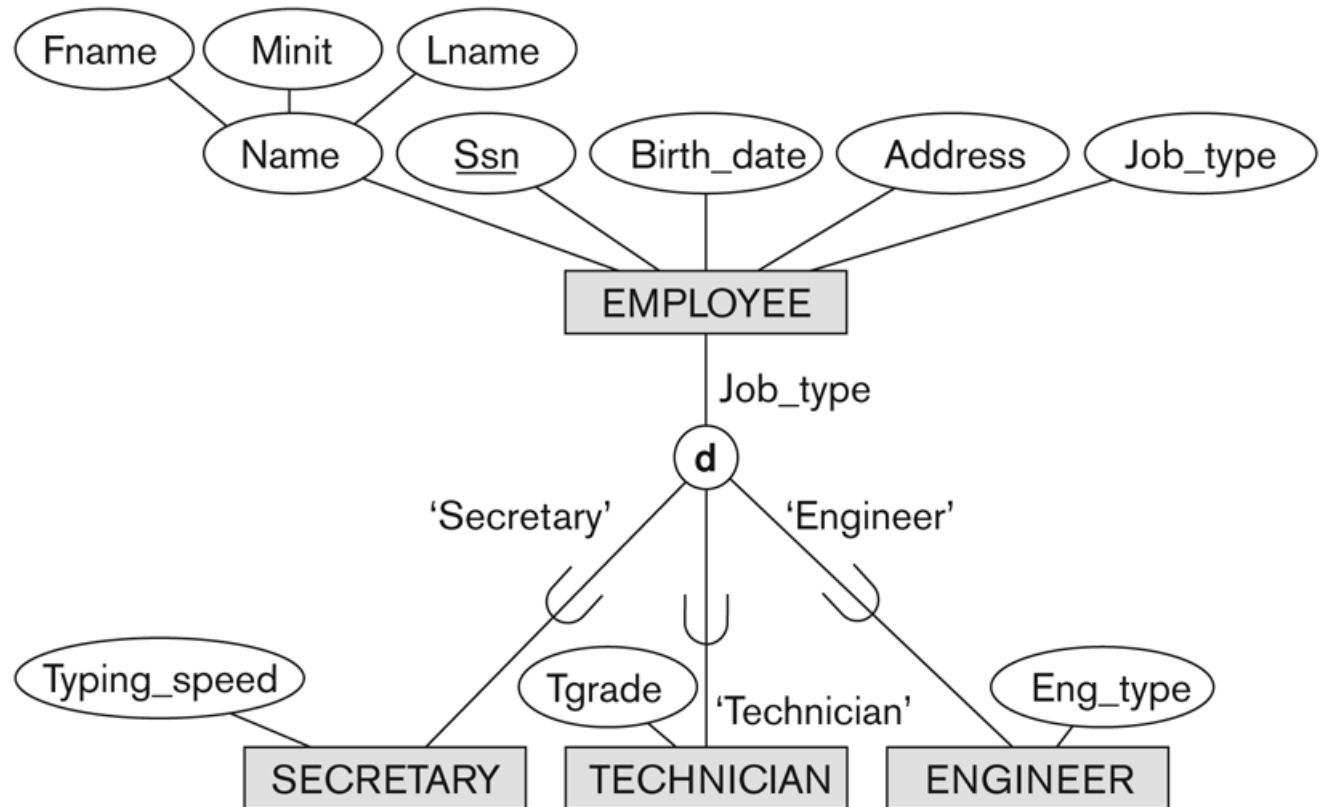 Fname Minit Lname
Name Ssn Birth_date Address Job_type
EMPLOYEE
Job_type
d
‘Secretary’ ‘Engineer’
Typing_speed Tgrade Eng_type
‘Technician’
SECRETARY TECHNICIAN ENGINEER